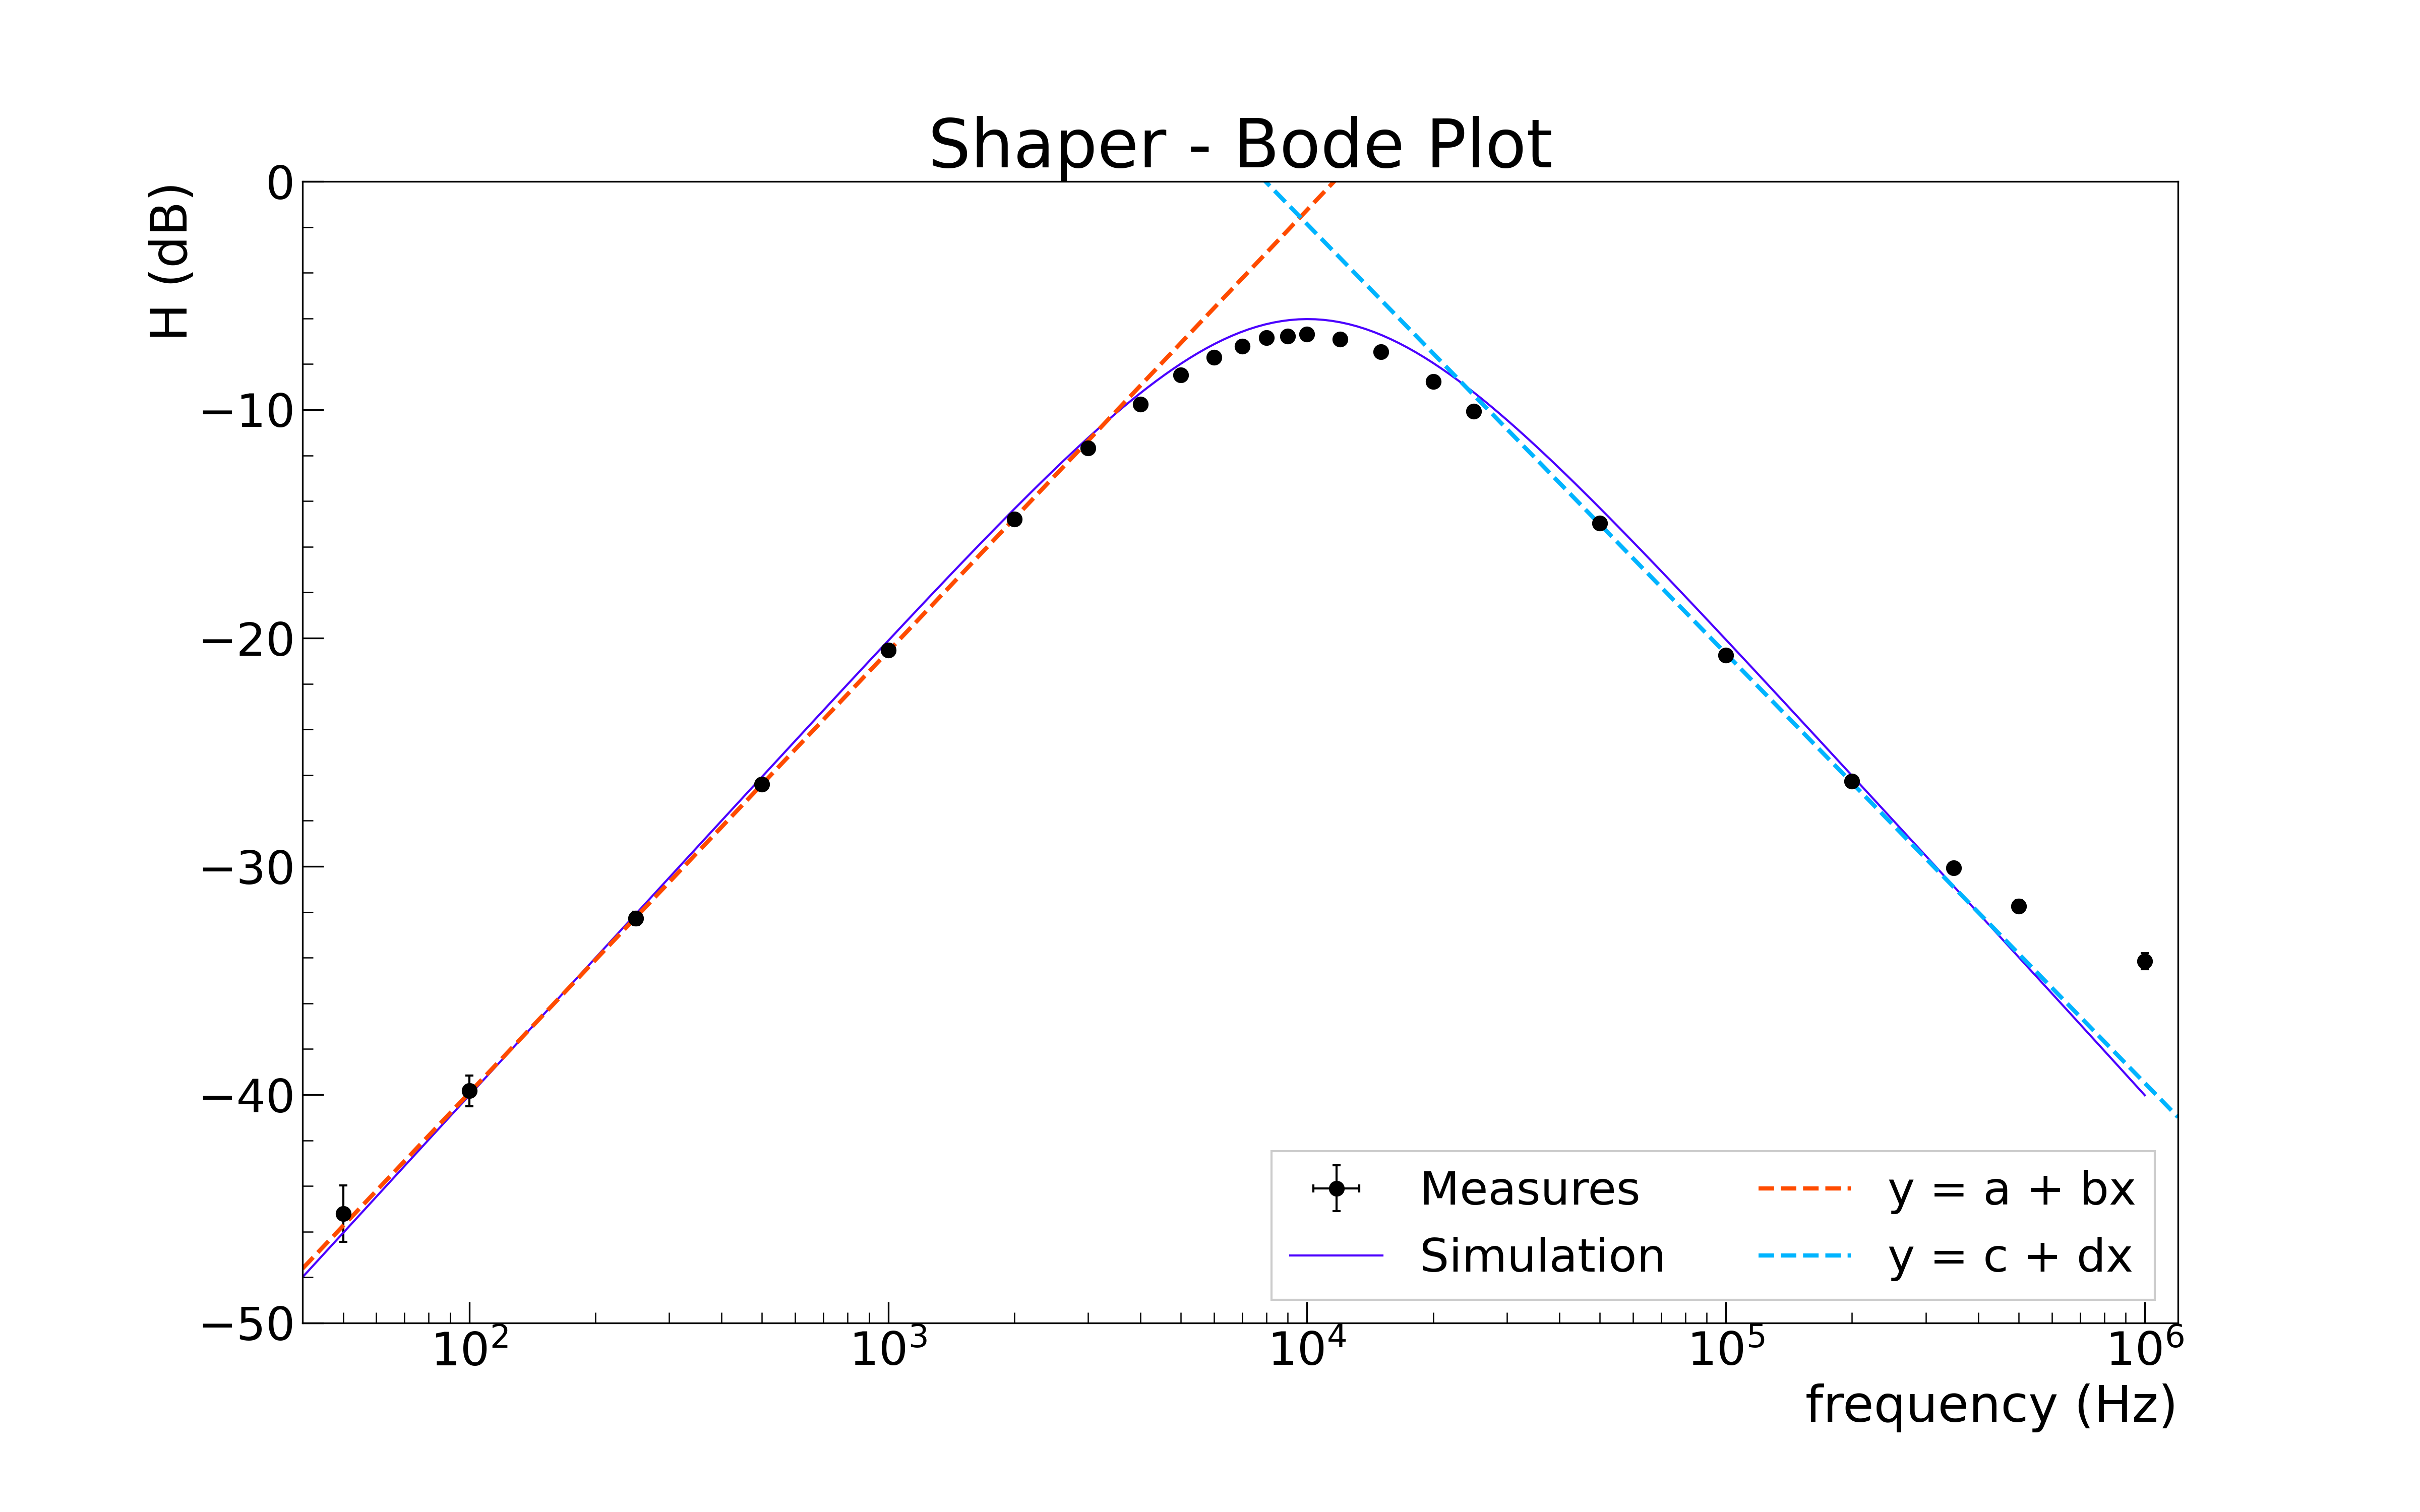 Shaper - Bode Plot
H (dB)
0
−10
−20
−30
−40
−50
10²
10³
10⁴
10⁵
10⁶
frequency (Hz)
Measures
Simulation
y = a + bx
y = c + dx